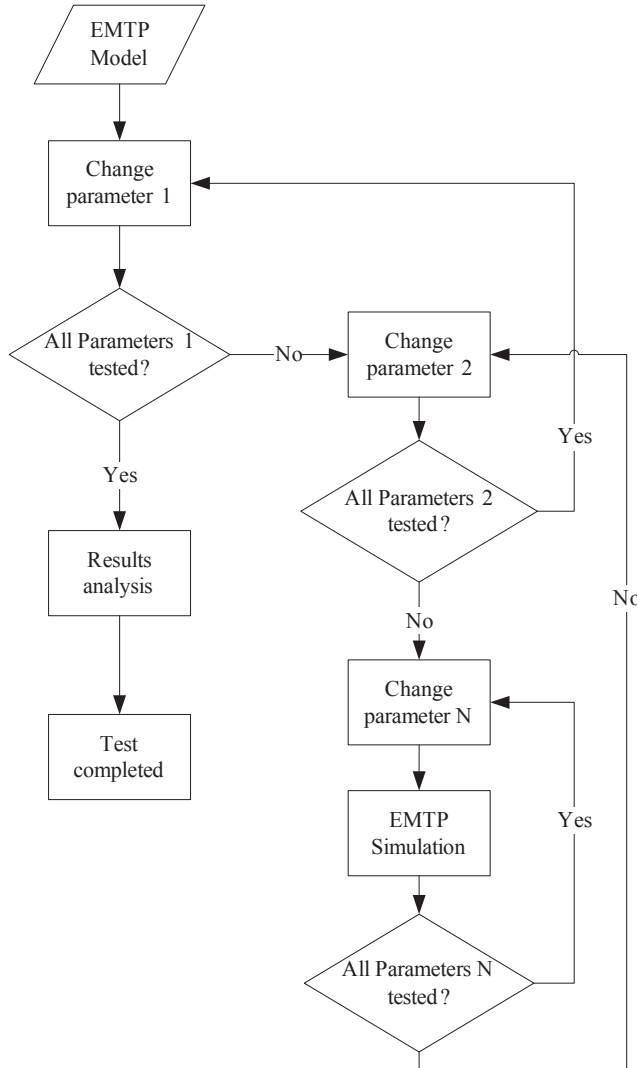 EMTP
Model
Change
parameter 1
All Parameters 1
tested?
No
Change
parameter 2
Yes
Yes
All Parameters 2
tested?
Results
analysis
No
No
Change
parameter N
Test
completed
EMTP
Simulation
Yes
All Parameters N
tested?